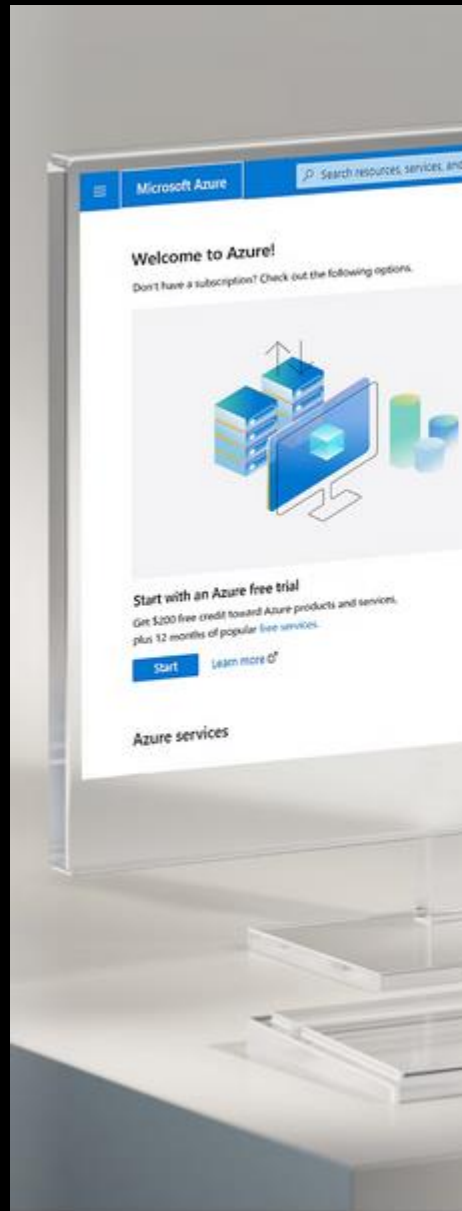 Microsoft Azure
Search resources, services, and
Welcome to Azure!
Don't have a subscription? Check out the following options.
Start with an Azure free trial
Get $200 free credit toward Azure products and services,
plus 12 months of popular free services.
Start
Learn more
Azure services